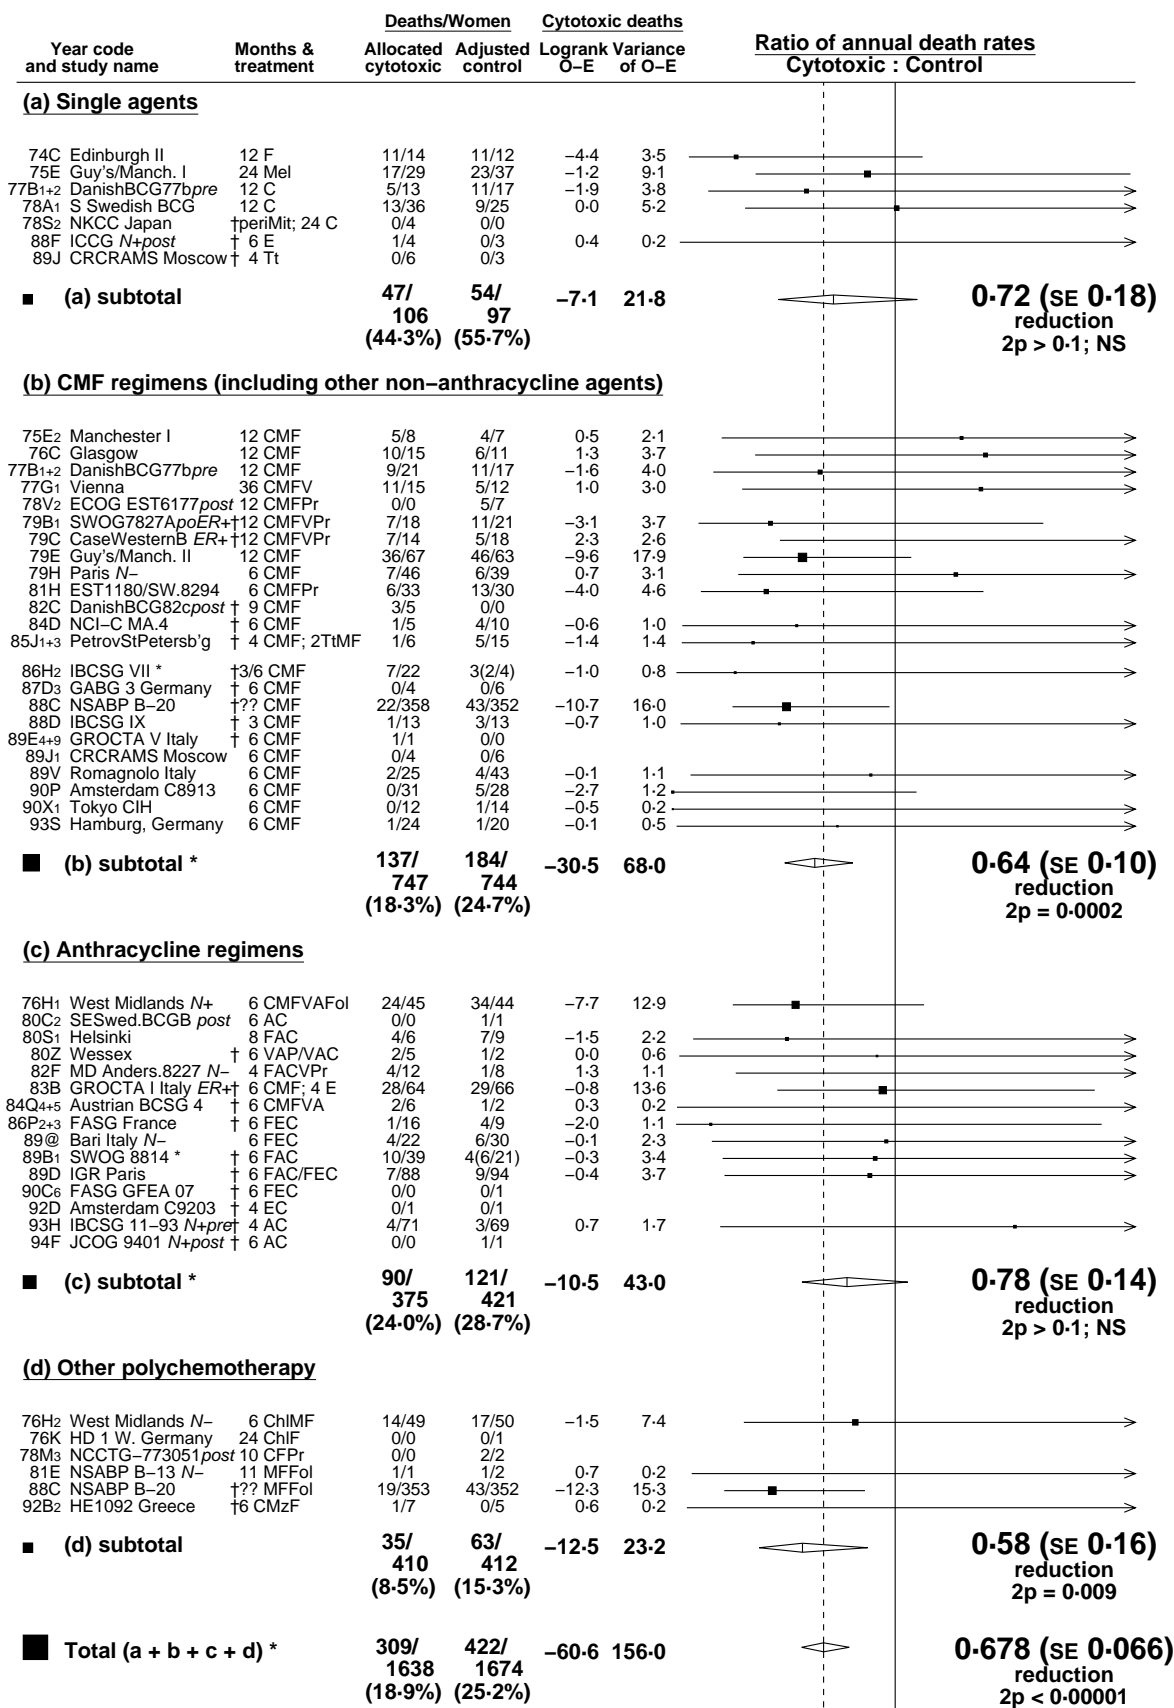 Deaths/Women Cytotoxic deaths
Year code Months & Allocated Adjusted Logrank Variance Ratio of annual death rates
and study name treatment cytotoxic control O–E of O–E Cytotoxic : Control
(a) Single agents
74C Edinburgh II 12 F 11/14 11/12 –4·4 3·5
75E Guy's/Manch. I 24 Mel 17/29 23/37 –1·2 9·1
77B1+2 DanishBCG77bpre 12 C 5/13 11/17 –1·9 3·8
78A1 S Swedish BCG 12 C 13/36 9/25 0·0 5·2
78S2 NKCC Japan †periMit; 24 C 0/4 0/0
88F ICCG N+post † 6 E 1/4 0/3 0·4 0·2
89J CRCRAMS Moscow † 4 Tt 0/6 0/3
(a) subtotal 47/ 54/ –7·1 21·8 0·72 (SE 0·18)
106 97 reduction
(44·3%) (55·7%) 2p > 0·1; NS
(b) CMF regimens (including other non–anthracycline agents)
75E2 Manchester I 12 CMF 5/8 4/7 0·5 2·1
76C Glasgow 12 CMF 10/15 6/11 1·3 3·7
77B1+2 DanishBCG77bpre 12 CMF 9/21 11/17 –1·6 4·0
77G1 Vienna 36 CMFV 11/15 5/12 1·0 3·0
78V2 ECOG EST6177post 12 CMFPr 0/0 5/7
79B1 SWOG7827ApoER+†12 CMFVPr 7/18 11/21 –3·1 3·7
79C CaseWesternB ER+†12 CMFVPr 7/14 5/18 2·3 2·6
79E Guy's/Manch. II 12 CMF 36/67 46/63 –9·6 17·9
79H Paris N– 6 CMF 7/46 6/39 0·7 3·1
81H EST1180/SW.8294 6 CMFPr 6/33 13/30 –4·0 4·6
82C DanishBCG82cpost † 9 CMF 3/5 0/0
84D NCI–C MA.4 † 6 CMF 1/5 4/10 –0·6 1·0
85J1+3 PetrovStPetersb'g † 4 CMF; 2TtMF 1/6 5/15 –1·4 1·4
86H2 IBCSG VII * †3/6 CMF 7/22 3(2/4) –1·0 0·8
87D3 GABG 3 Germany † 6 CMF 0/4 0/6
88C NSABP B–20 †?? CMF 22/358 43/352 –10·7 16·0
88D IBCSG IX † 3 CMF 1/13 3/13 –0·7 1·0
89E4+9 GROCTA V Italy † 6 CMF 1/1 0/0
89J1 CRCRAMS Moscow 6 CMF 0/4 0/6
89V Romagnolo Italy 6 CMF 2/25 4/43 –0·1 1·1
90P Amsterdam C8913 6 CMF 0/31 5/28 –2·7 1·2
90X1 Tokyo CIH 6 CMF 0/12 1/14 –0·5 0·2
93S Hamburg, Germany 6 CMF 1/24 1/20 –0·1 0·5
(b) subtotal * 137/ 184/ –30·5 68·0 0·64 (SE 0·10)
747 744 reduction
(18·3%) (24·7%) 2p = 0·0002
(c) Anthracycline regimens
76H1 West Midlands N+ 6 CMFVAFol 24/45 34/44 –7·7 12·9
80C2 SESwed.BCGB post 6 AC 0/0 1/1
80S1 Helsinki 8 FAC 4/6 7/9 –1·5 2·2
80Z Wessex † 6 VAP/VAC 2/5 1/2 0·0 0·6
82F MD Anders.8227 N– 4 FACVPr 4/12 1/8 1·3 1·1
83B GROCTA I Italy ER+† 6 CMF; 4 E 28/64 29/66 –0·8 13·6
84Q4+5 Austrian BCSG 4 † 6 CMFVA 2/6 1/2 0·3 0·2
86P2+3 FASG France † 6 FEC 1/16 4/9 –2·0 1·1
89@ Bari Italy N– 6 FEC 4/22 6/30 –0·1 2·3
89B1 SWOG 8814 * † 6 FAC 10/39 4(6/21) –0·3 3·4
89D IGR Paris † 6 FAC/FEC 7/88 9/94 –0·4 3·7
90C6 FASG GFEA 07 † 6 FEC 0/0 0/1
92D Amsterdam C9203 † 4 EC 0/1 0/1
93H IBCSG 11–93 N+pre† 4 AC 4/71 3/69 0·7 1·7
94F JCOG 9401 N+post † 6 AC 0/0 1/1
(c) subtotal * 90/ 121/ –10·5 43·0 0·78 (SE 0·14)
375 421 reduction
(24·0%) (28·7%) 2p > 0·1; NS
(d) Other polychemotherapy
76H2 West Midlands N– 6 ChlMF 14/49 17/50 –1·5 7·4
76K HD 1 W. Germany 24 ChlF 0/0 0/1
78M3 NCCTG–773051post 10 CFPr 0/0 2/2
81E NSABP B–13 N– 11 MFFol 1/1 1/2 0·7 0·2
88C NSABP B–20 †?? MFFol 19/353 43/352 –12·3 15·3
92B2 HE1092 Greece †6 CMzF 1/7 0/5 0·6 0·2
(d) subtotal 35/ 63/ –12·5 23·2 0·58 (SE 0·16)
410 412 reduction
(8·5%) (15·3%) 2p = 0·009
Total (a + b + c + d) * 309/ 422/ –60·6 156·0 0·678 (SE 0·066)
1638 1674 reduction
(18·9%) (25·2%) 2p < 0·00001